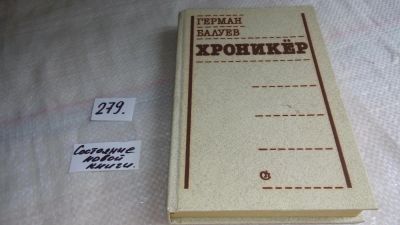 ГЕРМАН
БАЛУЕВ
ХРОНИКЁР
279.
Состояние
новой
книги.